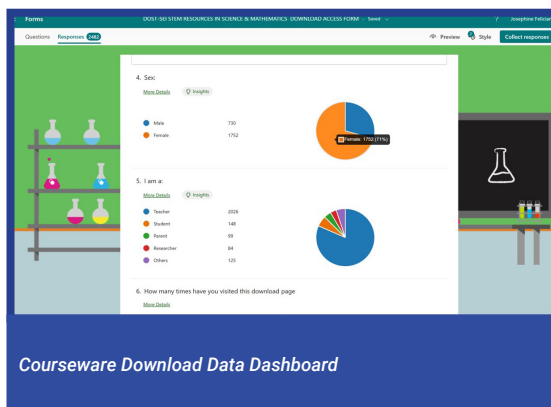 Forms
DOST-SEI STEM RESOURCES IN SCIENCE & MATHEMATICS DOWNLOAD ACCESS FORM - Saved
? Josephine Felician
Questions Responses 2482
Preview Style Collect responses
4. Sex:
More Details Insights
Male 730
Female 1752
Female: 1752 (71%)
5. I am a:
More Details Insights
Teacher 2026
Student 148
Parent 99
Researcher 84
Others 125
6. How many times have you visited this download page
More Details
Courseware Download Data Dashboard